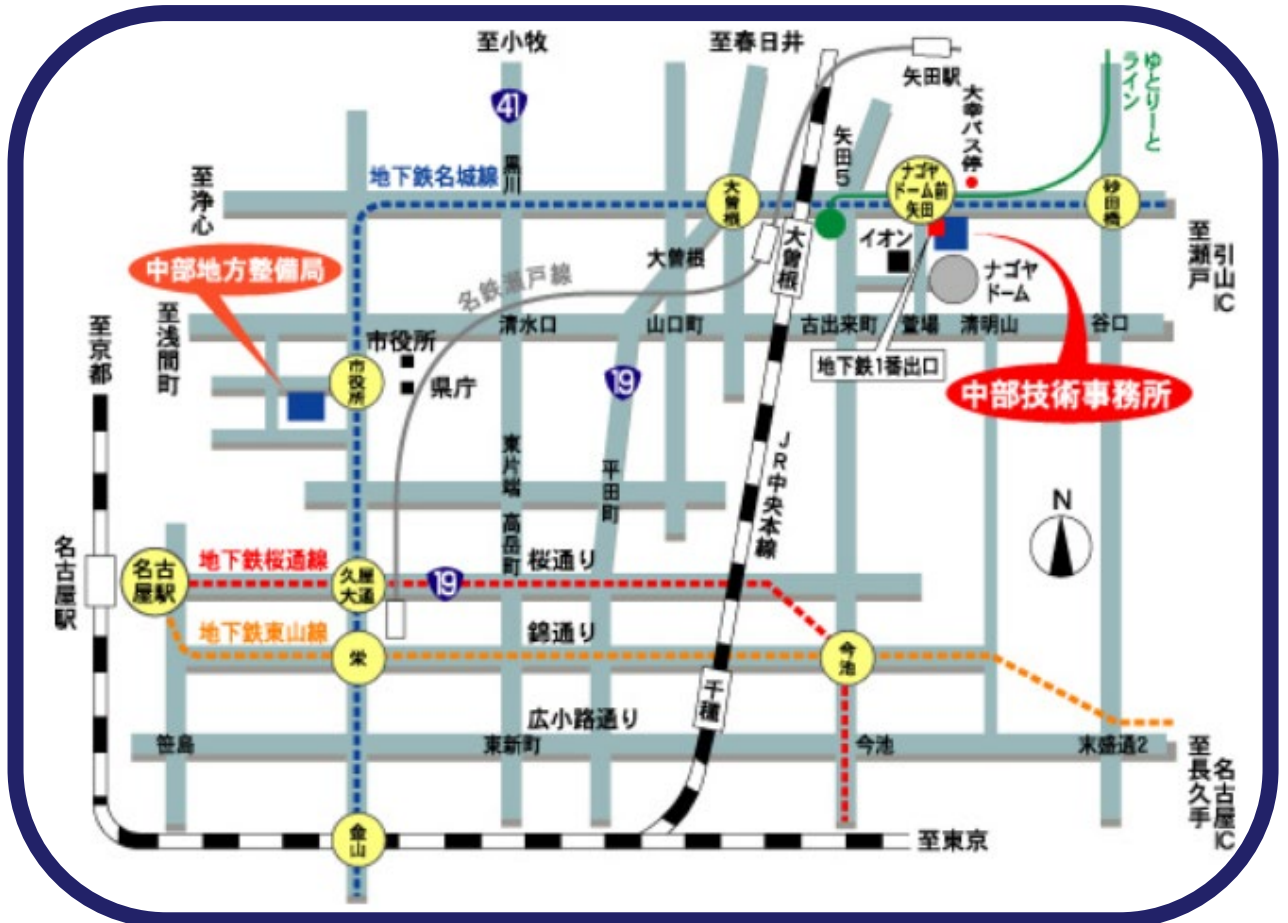 至小牧
至春日井
矢田駅
ゆとりーと
ライン
大幸バス停
41
黒川
矢田5
至浄心
地下鉄名城線
大曽根
ナゴヤ
ドーム前
矢田
砂田橋
至瀬戸
引山IC
中部地方整備局
名鉄瀬戸線
大曽根
大曽根
イオン
ナゴヤ
ドーム
至京都
至浅間町
清水口
山口町
古出来町
萱場
清明山
谷口
市役所
市役所
県庁
19
地下鉄1番出口
中部技術事務所
東片端
平田町
JR中央本線
N
名古屋駅
名古
屋駅
地下鉄桜通線
久屋
大通
19
高岳町
桜通り
地下鉄東山線
栄
錦通り
今池
千種
広小路通り
笹島
東新町
今池
末盛通2
至長久手
名古屋IC
金山
至東京